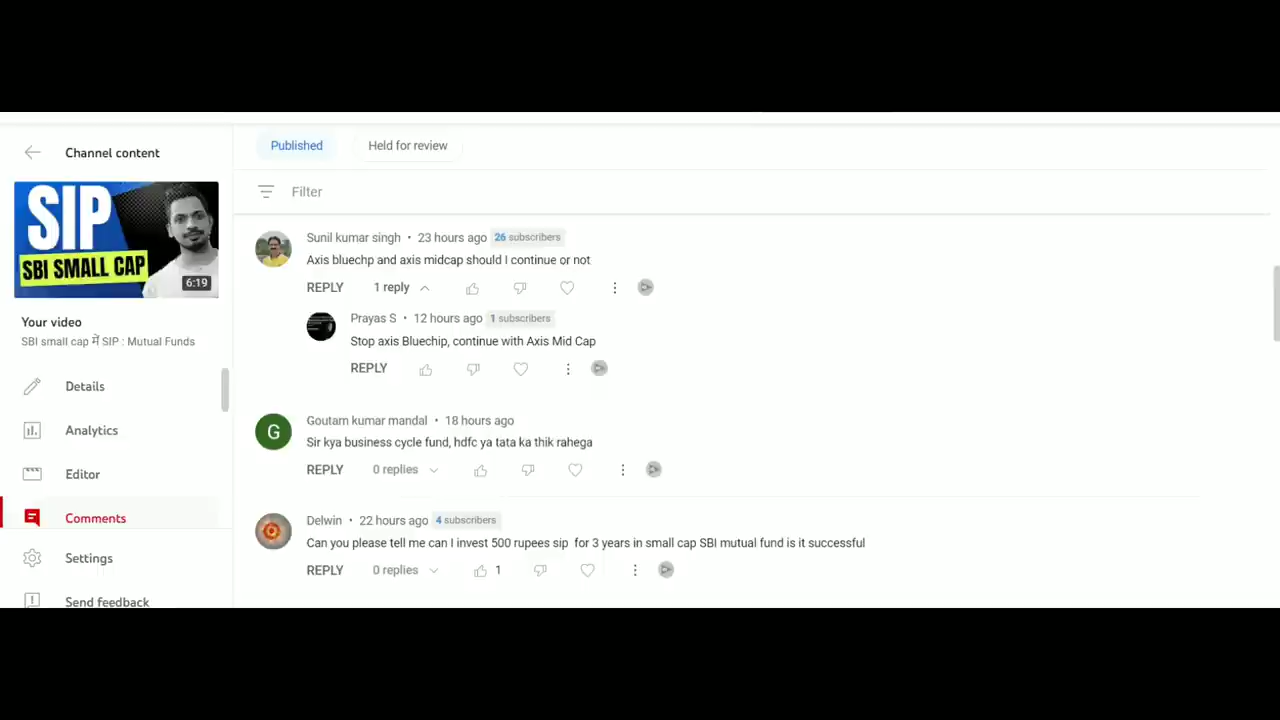 Channel content
SIP
SBI SMALL CAP
6:19
Your video
SBI small cap में SIP : Mutual Funds
Details
Analytics
Editor
Comments
Settings
Send feedback
Published
Held for review
Filter
Sunil kumar singh • 23 hours ago 26 subscribers
Axis bluechp and axis midcap should I continue or not
REPLY 1 reply
Prayas S • 12 hours ago 1 subscribers
Stop axis Bluechip, continue with Axis Mid Cap
REPLY
G
Goutam kumar mandal • 18 hours ago
Sir kya business cycle fund, hdfc ya tata ka thik rahega
REPLY 0 replies
Delwin • 22 hours ago 4 subscribers
Can you please tell me can I invest 500 rupees sip for 3 years in small cap SBI mutual fund is it successful
REPLY 0 replies 1